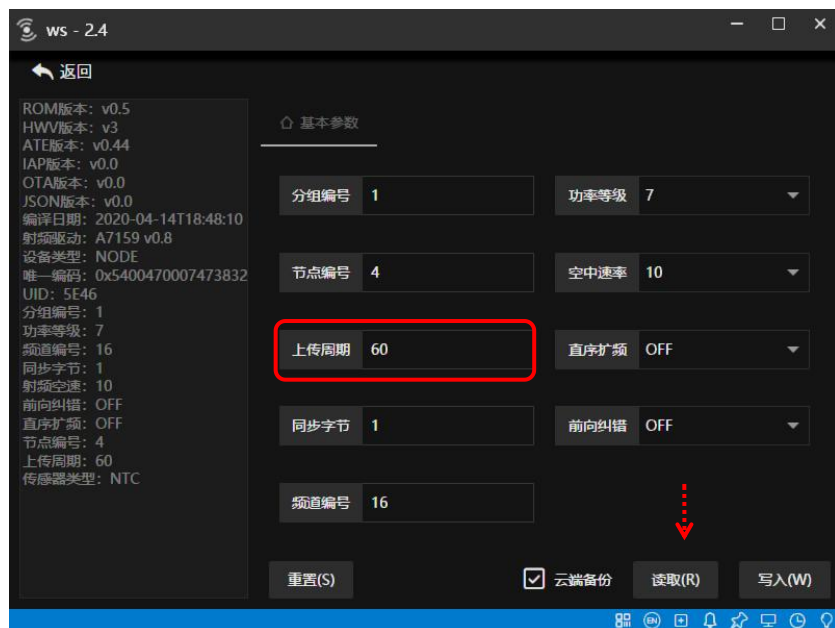 ws - 2.4
返回
ROM版本：v0.5
HWV版本：v3
ATE版本：v0.44
IAP版本：v0.0
OTA版本：v0.0
JSON版本：v0.0
编译日期：2020-04-14T18:48:10
射频驱动：A7159 v0.8
设备类型：NODE
唯一编码：0x5400470007473832
UID：5E46
分组编号：1
功率等级：7
频道编号：16
同步字节：1
射频空速：10
前向纠错：OFF
直序扩频：OFF
节点编号：4
上传周期：60
传感器类型：NTC
基本参数
分组编号 1
功率等级 7
节点编号 4
空中速率 10
上传周期 60
直序扩频 OFF
同步字节 1
前向纠错 OFF
频道编号 16
重置(S)
云端备份
读取(R)
写入(W)
EN